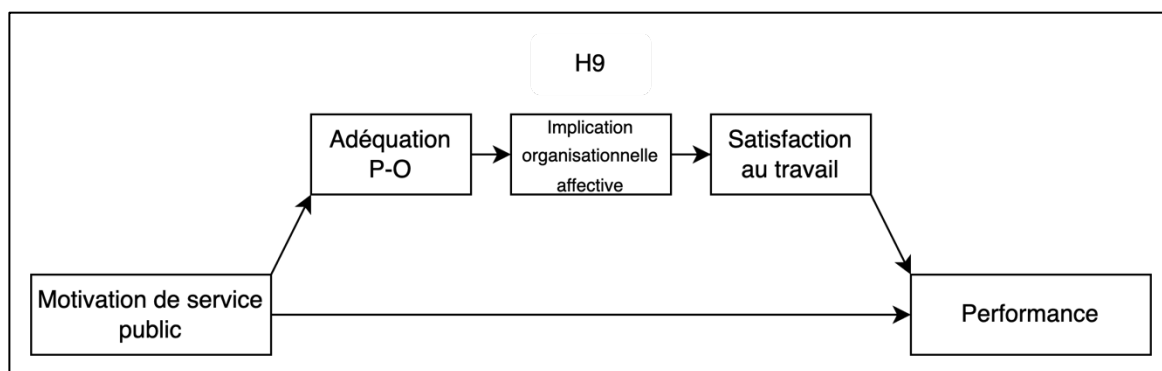 H9
Adéquation
P-O
Implication
organisationnelle
affective
Satisfaction
au travail
Motivation de service
public
Performance